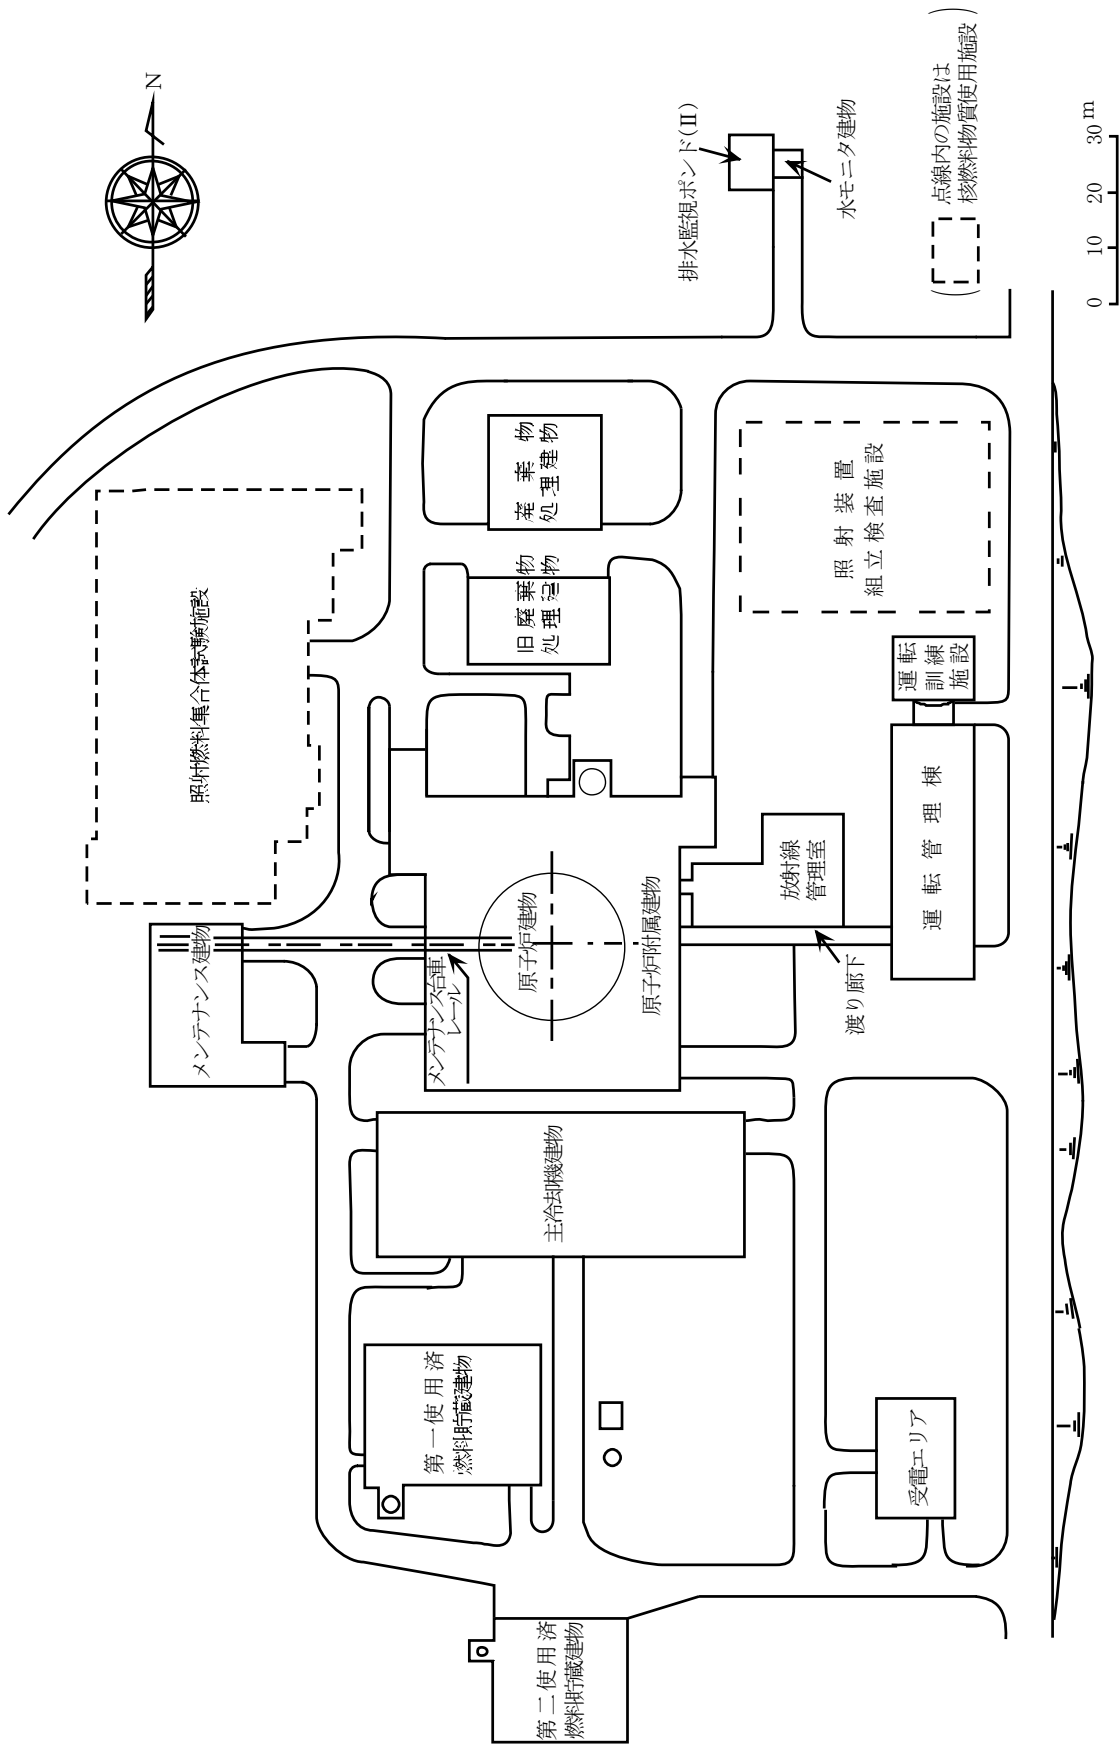 N
排水監視ポンド(Ⅱ)
水モニタ建物
点線内の施設は
核燃料物質使用施設
0 10 20 30 m
照射燃料集合体試験施設
廃棄物
処理建物
旧廃棄物
処理建物
照射装置
組立検査施設
運転
訓練
施設
メンテナンス建物
メンテナンス台車
レール
原子炉建物
原子炉附属建物
放射線
管理室
運転管理棟
渡り廊下
主冷却機建物
第一使用済
燃料貯蔵建物
受電エリア
第二使用済
燃料貯蔵建物